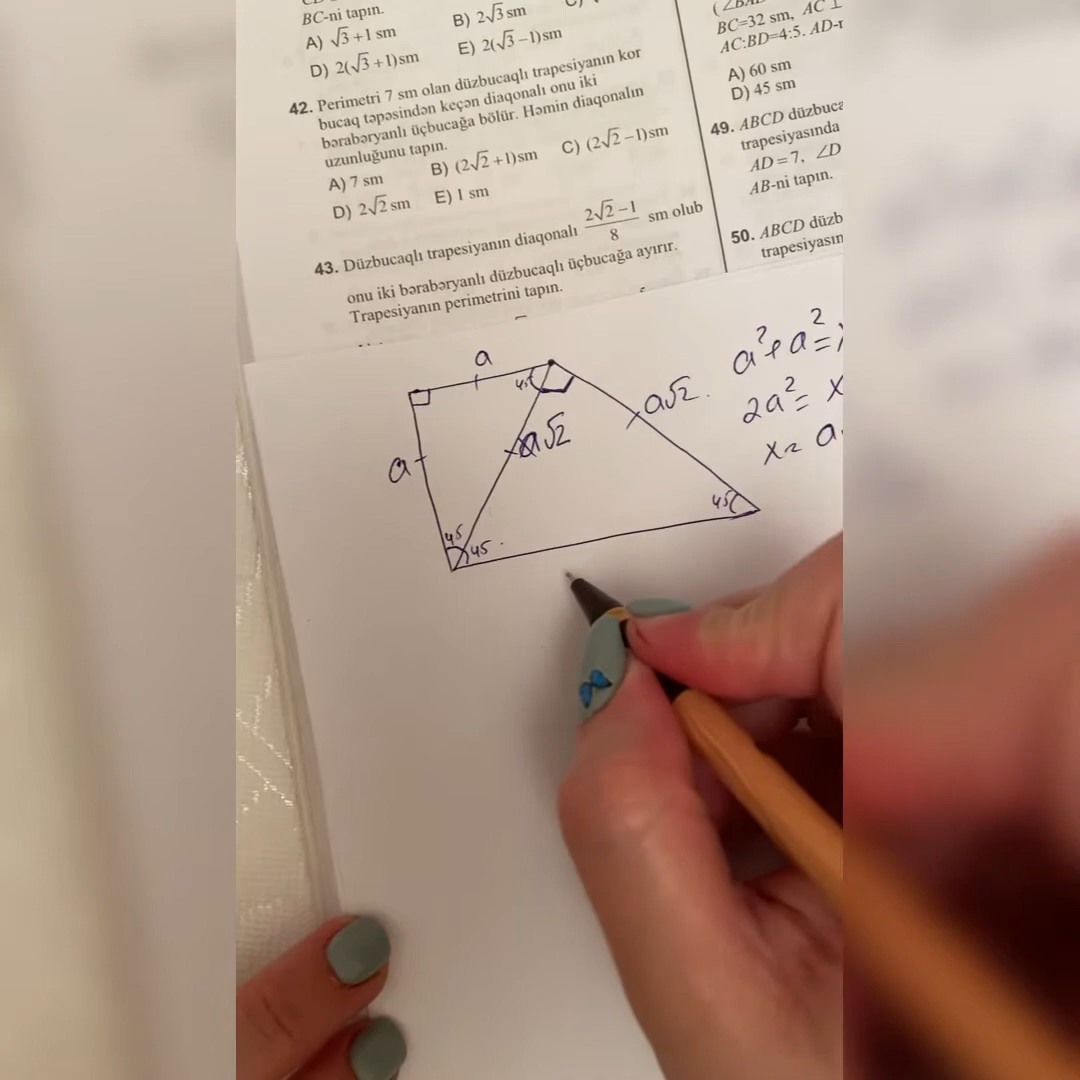 BC-ni tapın.
A) √3+1 sm
B) 2√3 sm
D) 2(√3+1)sm
E) 2(√3−1)sm
42. Perimetri 7 sm olan düzbucaqlı trapesiyanın kor
bucaq təpəsindən keçən diaqonalı onu iki
bərabəryanlı üçbucağa bölür. Həmin diaqonalın
uzunluğunu tapın.
A) 7 sm
B) (2√2+1)sm
C) (2√2−1)sm
D) 2√2 sm
E) 1 sm
43. Düzbucaqlı trapesiyanın diaqonalı (2√2−1)/8 sm olub
onu iki bərabəryanlı düzbucaqlı üçbucağa ayırır.
Trapesiyanın perimetrini tapın.
BC=32 sm, AC ⊥
AC:BD=4:5. AD-
A) 60 sm
D) 45 sm
49. ABCD
trapesiyasında
AD=7, ∠D
AB-ni tapın.
50. ABCD
a
a
45
a√2
a√2
45
45
45
a²+a²=
2a²=x
x=a